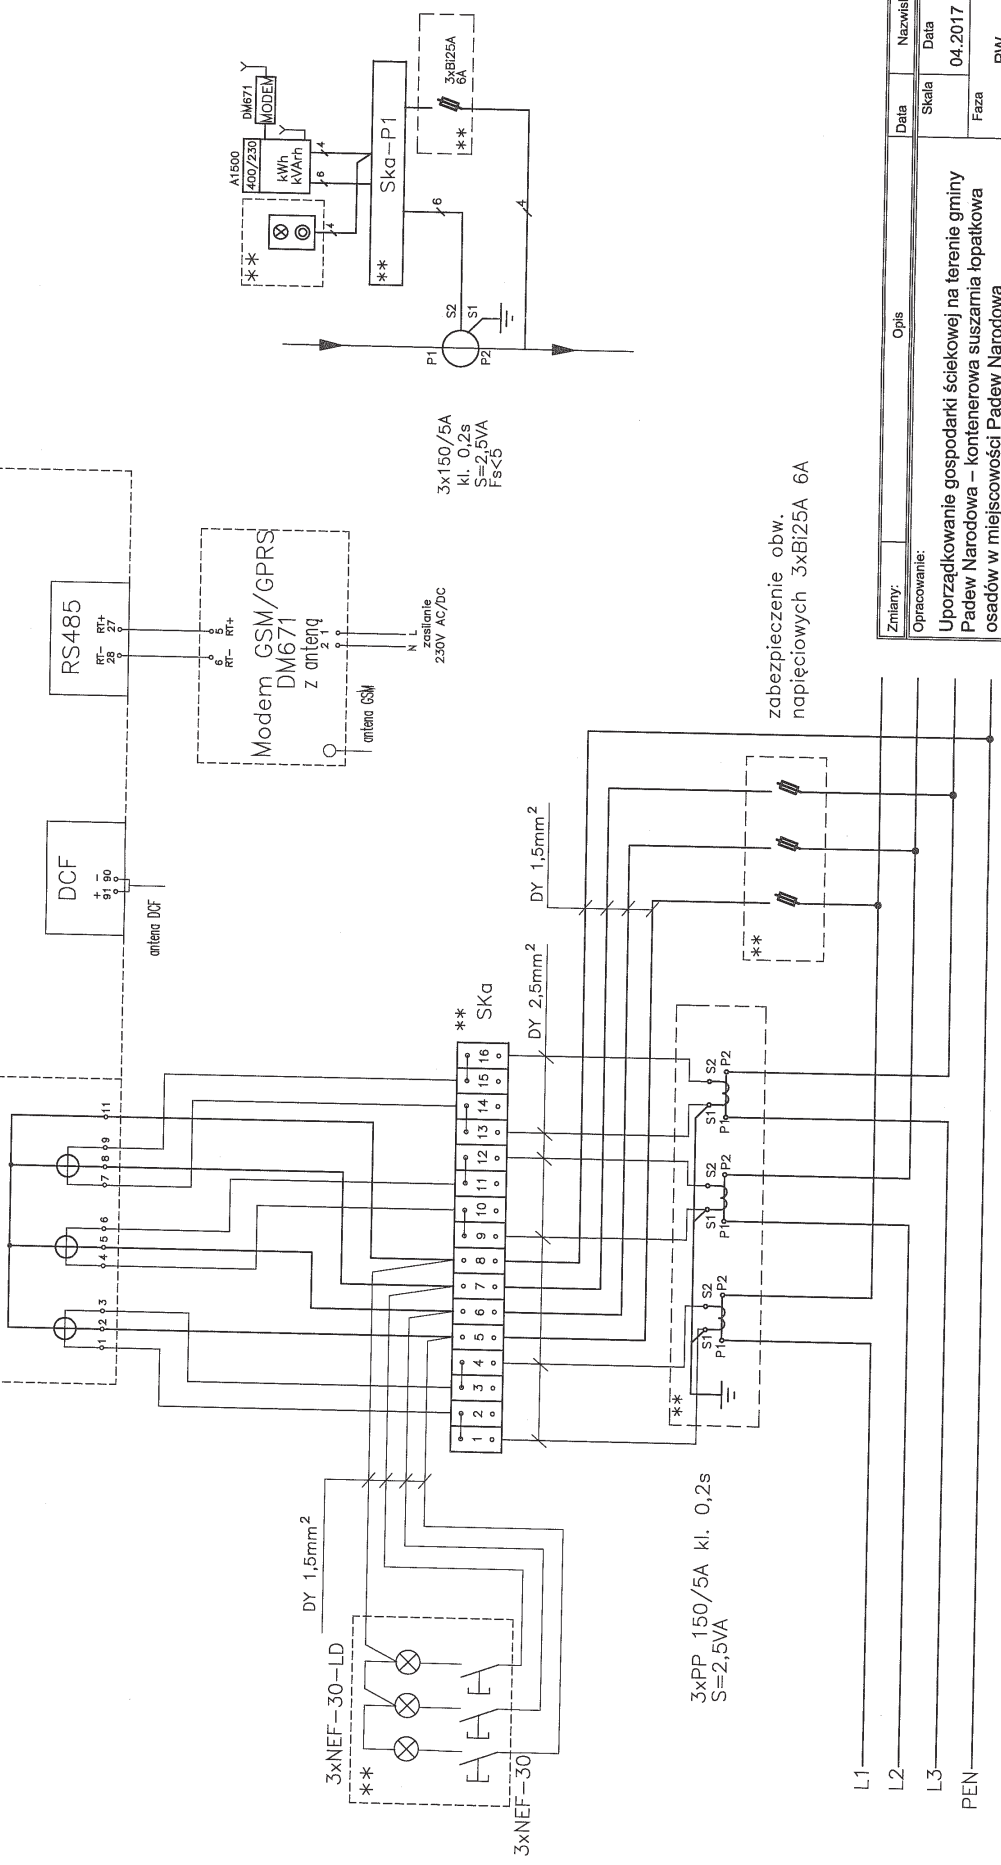 RS485
RT- RT+
28 27
DCF
+ -
91 90
antena DCF
6 5
RT- RT+
Modem GSM/GPRS
DM671
z anteną
2 1
antena GSM
N L
zasilanie
230V AC/DC
A1500
400/230
DM671
MODEM
kWh
kVArh
**
4
6
4
**
Ska-P1
**
3xBi25A
6A
6
4
P1
P2
S2
S1
3x150/5A
kl. 0,2s
S=2,5VA
Fs<5
1 2 3 4 5 6 7 8 9 11
DY 1,5mm²
3xNEF-30-LD
**
3xNEF-30
1 2 3 4 5 6 7 8 9 10 11 12 13 14 15 16
**
SKa
DY 2,5mm²
DY 1,5mm²
zabezpieczenie obw.
napięciowych 3xBi25A 6A
**
**
S1 S2
P1 P2
S1 S2
P1 P2
S1 S2
P1 P2
3xPP 150/5A kl. 0,2s
S=2,5VA
L1
L2
L3
PEN
Zmiany:
Opis
Data
Opracowanie:
Uporządkowanie gospodarki ściekowej na terenie gminy
Padew Narodowa – kontenerowa suszarnia łopatkowa
osadów w miejscowości Padew Narodowa
Skala
Data
04.2017
Faza